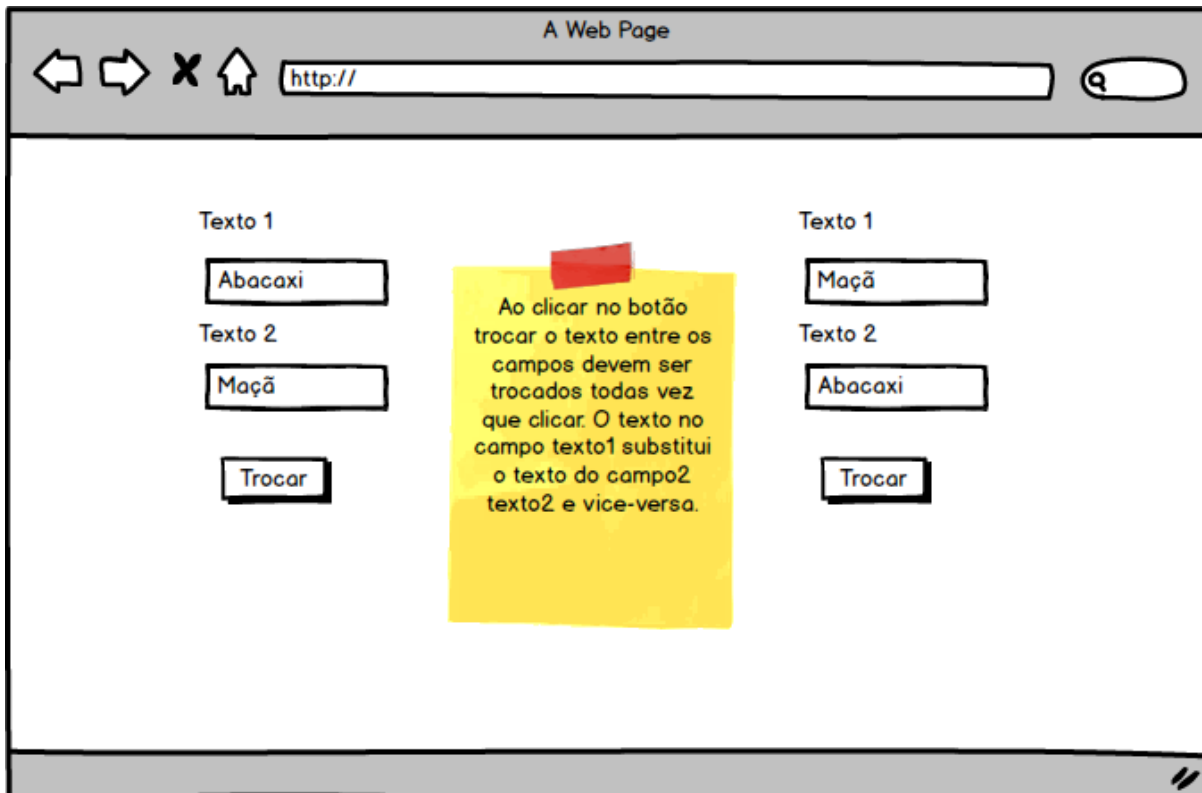 A Web Page
http://
Texto 1
Abacaxi
Texto 2
Maçã
Trocar
Ao clicar no botão
trocar o texto entre os
campos devem ser
trocados todas vez
que clicar. O texto no
campo texto1 substitui
o texto do campo2
texto2 e vice-versa.
Texto 1
Maçã
Texto 2
Abacaxi
Trocar